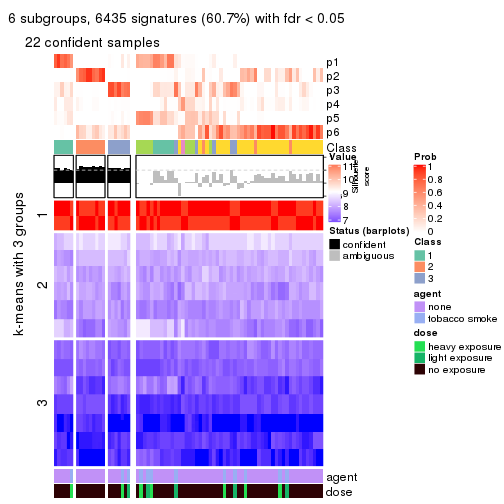 6 subgroups, 6435 signatures (60.7%) with fdr < 0.05
22 confident samples
p1
p2
p3
p4
p5
p6
Class
Silhouette
score
k-means with 3 groups
1
2
3
agent
dose
Value
11
9
8
7
Status (barplots)
confident
ambiguous
Prob
1
0.8
0.6
0.4
0.2
0
Class
1
2
3
agent
none
tobacco smoke
dose
heavy exposure
light exposure
no exposure